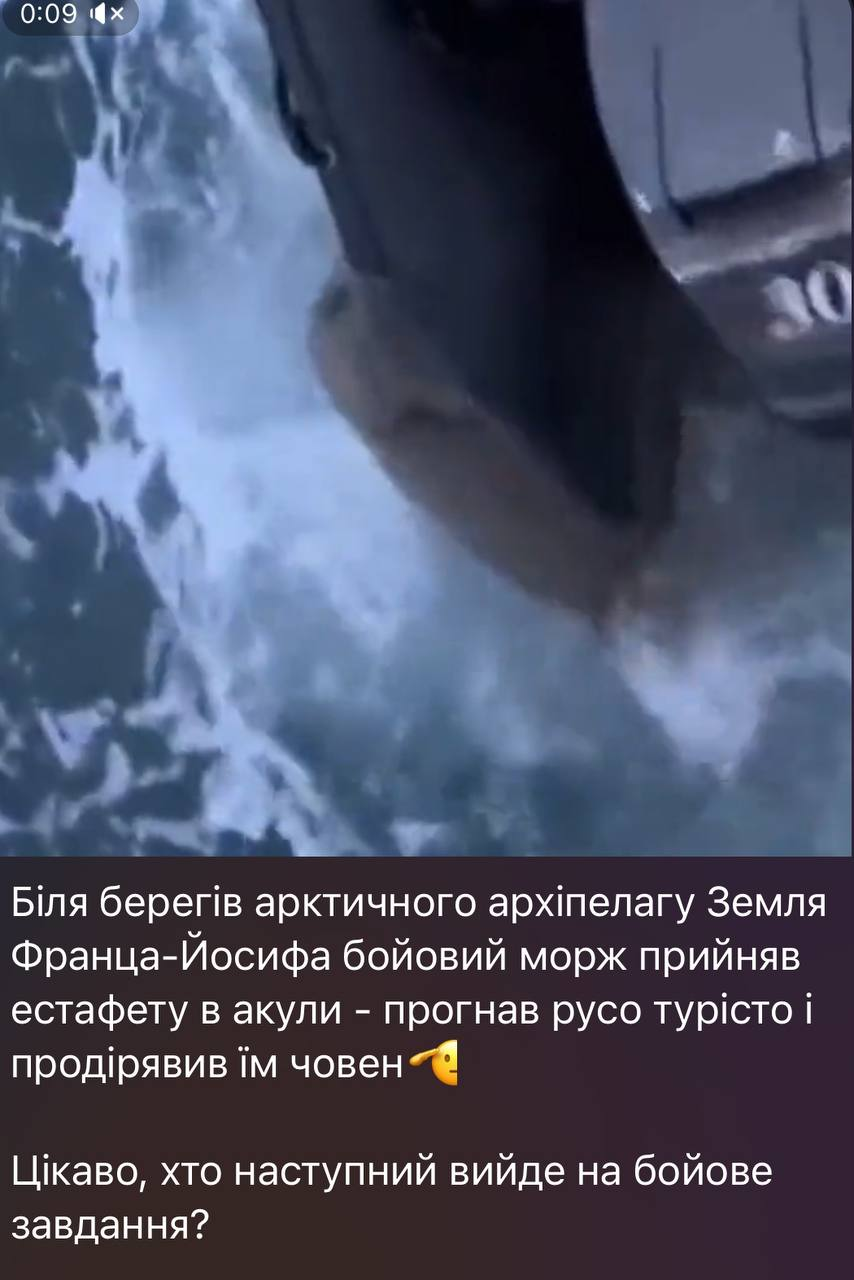 0:09
30
Біля берегів арктичного архіпелагу Земля
Франца-Йосифа бойовий морж прийняв
естафету в акули - прогнав русо турісто і
продірявив їм човен🫡
Цікаво, хто наступний вийде на бойове
завдання?